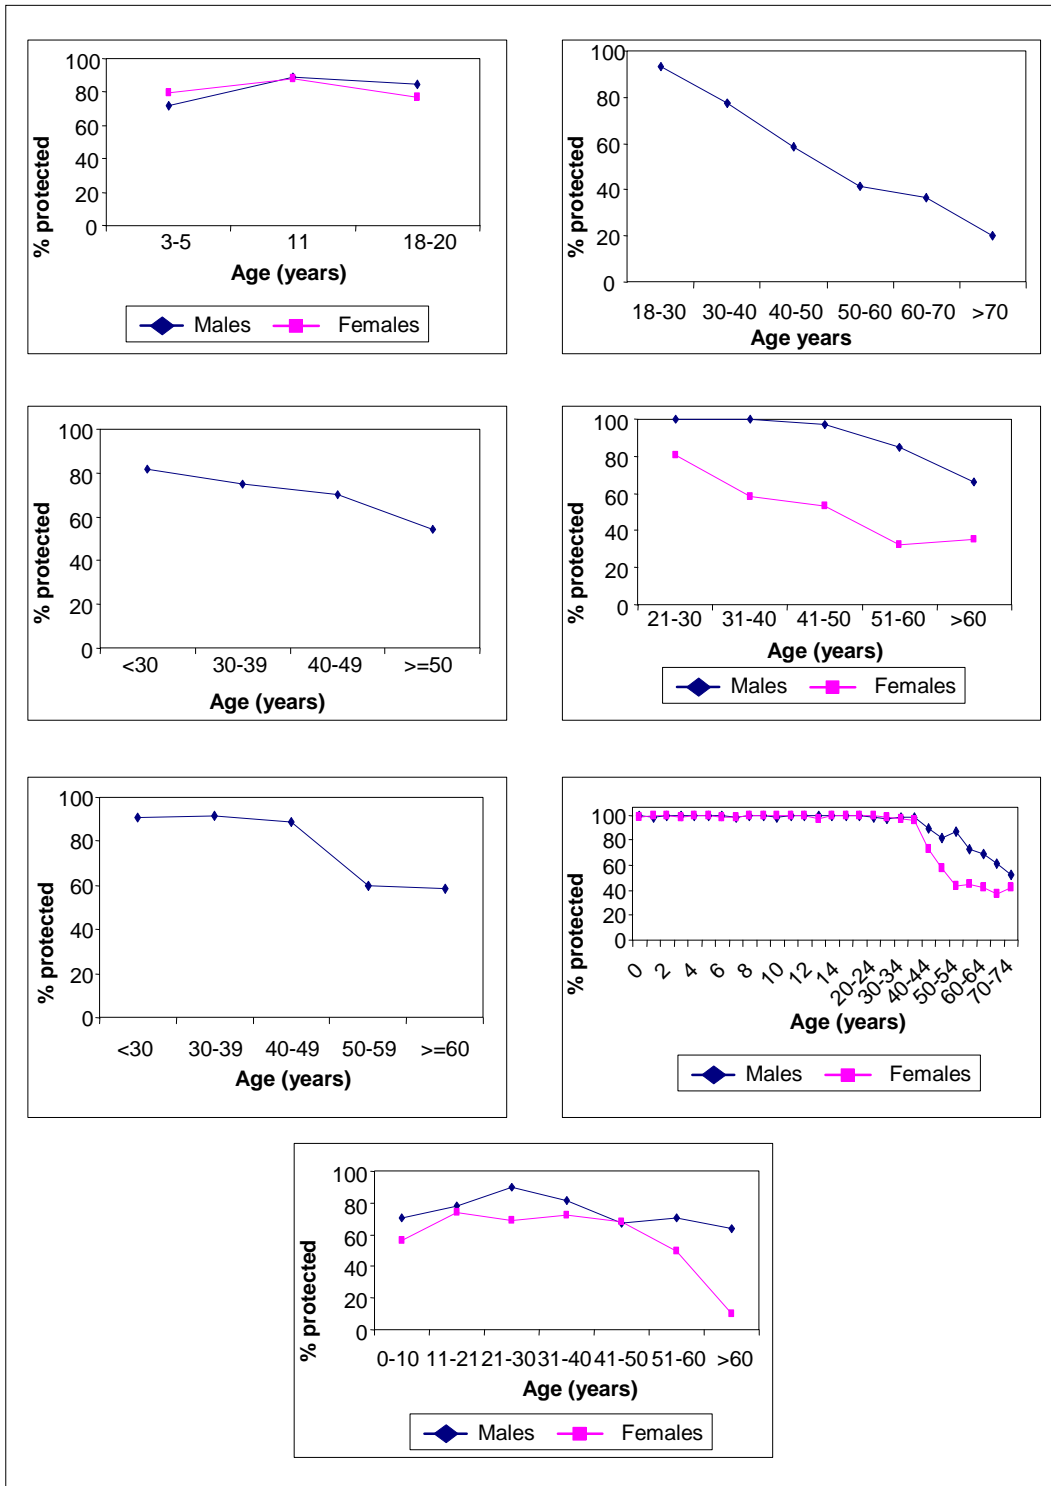 % protected
100
80
60
40
20
0
3-5 11 18-20
Age (years)
Males Females
% protected
100
80
60
40
20
0
18-30 30-40 40-50 50-60 60-70 >70
Age years
% protected
100
80
60
40
20
0
<30 30-39 40-49 >=50
Age (years)
% protected
100
80
60
40
20
0
21-30 31-40 41-50 51-60 >60
Age (years)
Males Females
% protected
100
80
60
40
20
0
<30 30-39 40-49 50-59 >=60
Age (years)
% protected
100
80
60
40
20
0
0 2 4 6 8 10 12 14 20-24 30-34 40-44 50-54 60-64 70-74
Age (years)
Males Females
% protected
100
80
60
40
20
0
0-10 11-21 21-30 31-40 41-50 51-60 >60
Age (years)
Males Females